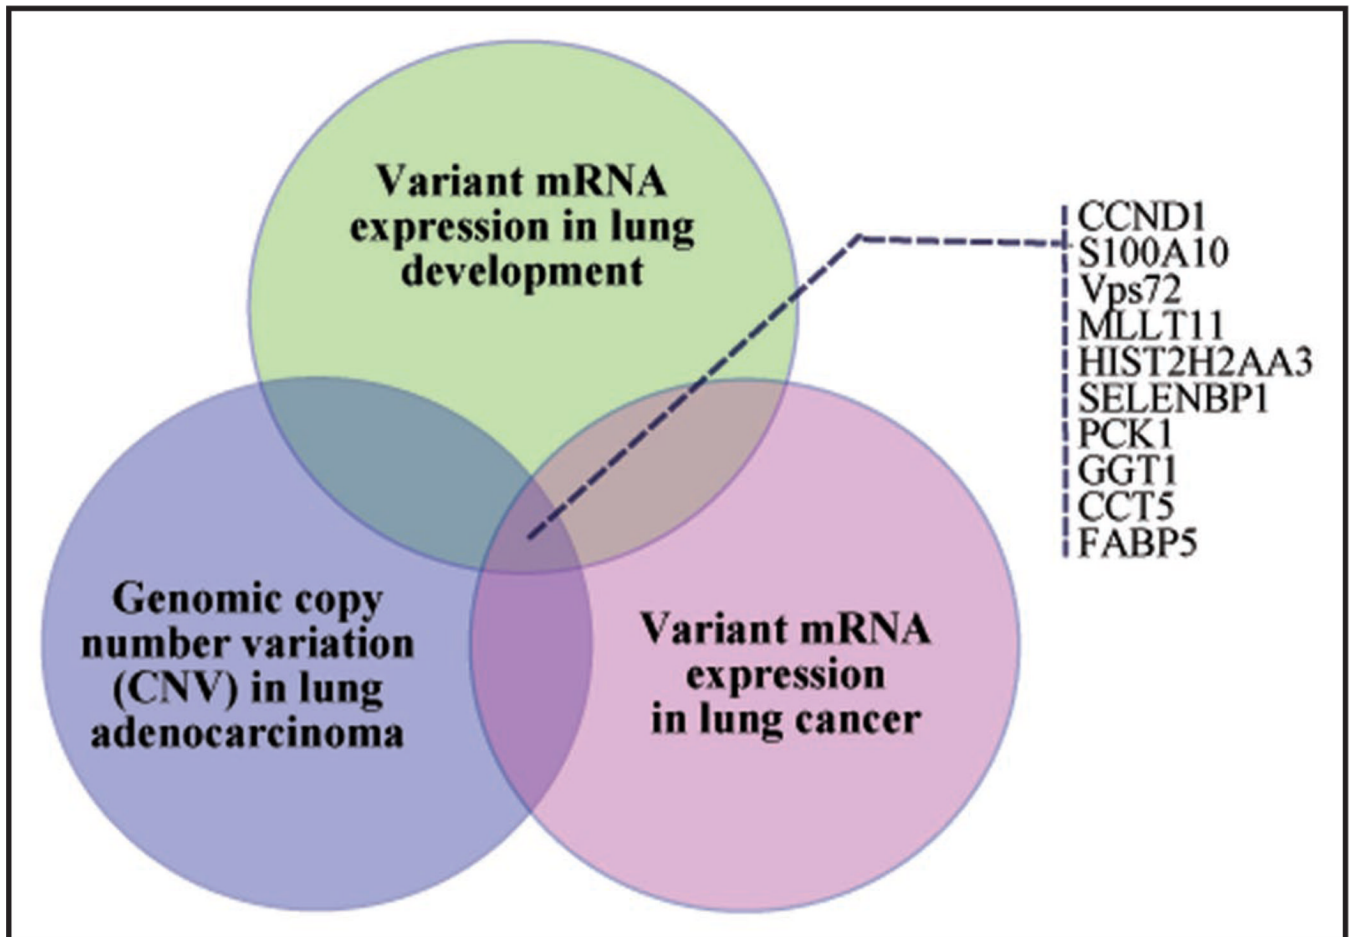 Variant mRNA
expression in lung
development
CCND1
S100A10
Vps72
MLLT11
HIST2H2AA3
SELENBP1
PCK1
GGT1
CCT5
FABP5
Genomic copy
number variation
(CNV) in lung
adenocarcinoma
Variant mRNA
expression
in lung cancer